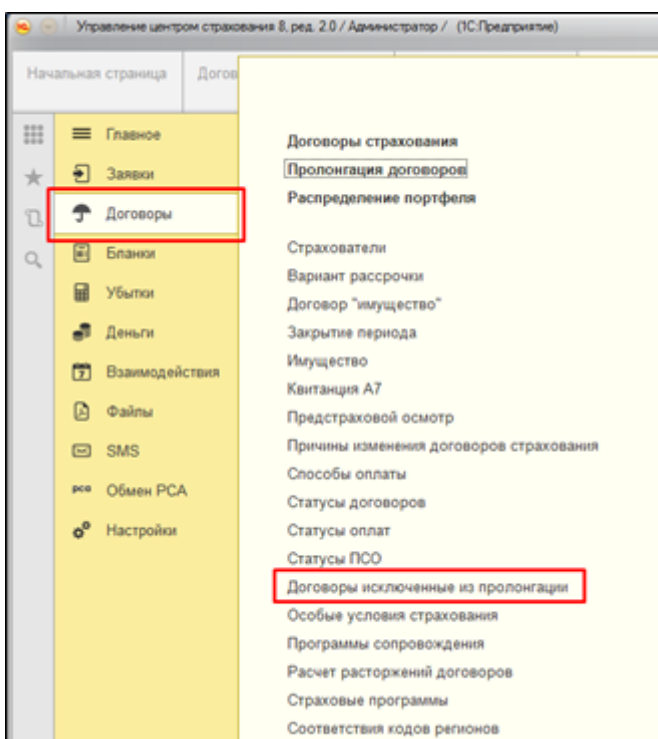 Управление центром страхования 8, ред. 2.0 / Администратор / (1С:Предприятие)
Начальная страница
Догов
Главное
Заявки
Договоры
Бланки
Убытки
Деньги
Взаимодействия
Файлы
SMS
РСА Обмен РСА
Настройки
Договоры страхования
Пролонгация договоров
Распределение портфеля
Страхователи
Вариант рассрочки
Договор "имущество"
Закрытие периода
Имущество
Квитанция А7
Предстраховой осмотр
Причины изменения договоров страхования
Способы оплаты
Статусы договоров
Статусы оплат
Статусы ПСО
Договоры исключенные из пролонгации
Особые условия страхования
Программы сопровождения
Расчет расторжений договоров
Страховые программы
Соответствия кодов регионов